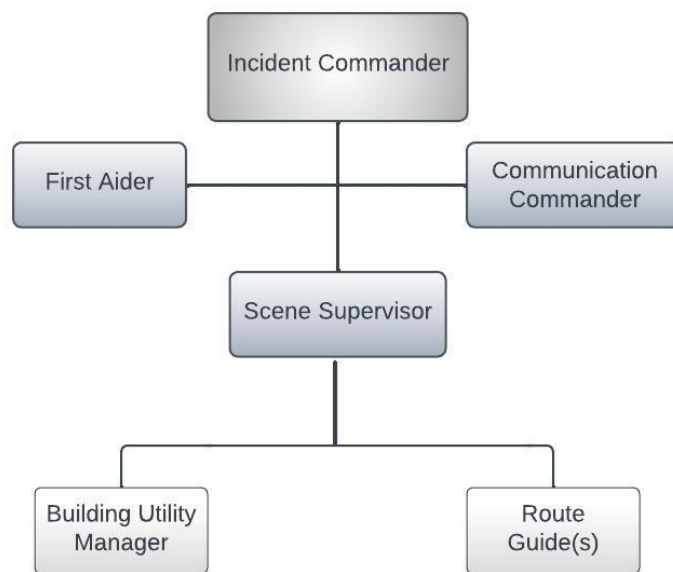 Incident Commander
First Aider
Communication
Commander
Scene Supervisor
Building Utility
Manager
Route
Guide(s)